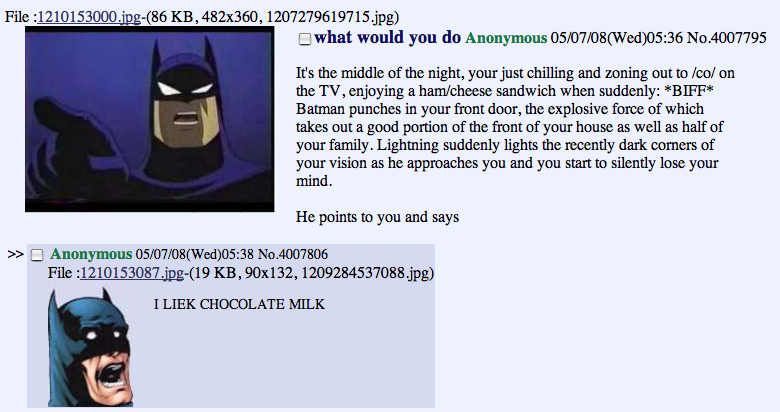 File :1210153000.jpg-(86 KB, 482x360, 1207279619715.jpg)
what would you do Anonymous 05/07/08(Wed)05:36 No.4007795
It's the middle of the night, your just chilling and zoning out to /co/ on
the TV, enjoying a ham/cheese sandwich when suddenly: *BIFF*
Batman punches in your front door, the explosive force of which
takes out a good portion of the front of your house as well as half of
your family. Lightning suddenly lights the recently dark corners of
your vision as he approaches you and you start to silently lose your
mind.
He points to you and says
>> Anonymous 05/07/08(Wed)05:38 No.4007806
File :1210153087.jpg-(19 KB, 90x132, 1209284537088.jpg)
I LIEK CHOCOLATE MILK